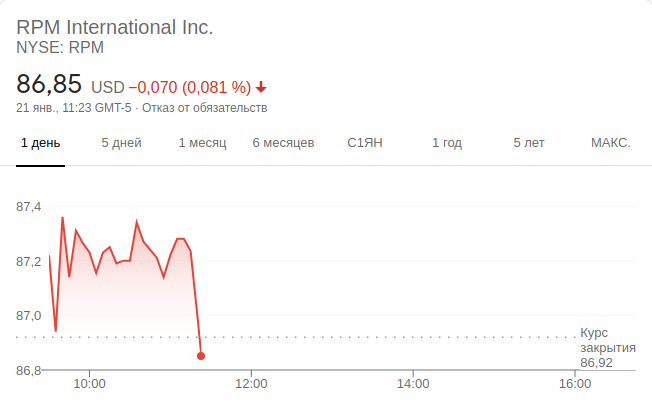 RPM International Inc.
NYSE: RPM
86,85 USD −0,070 (0,081 %)
21 янв., 11:23 GMT-5 · Отказ от обязательств
1 день 5 дней 1 месяц 6 месяцев С1ЯН 1 год 5 лет МАКС.
87,4
87,2
87,0
Курс
закрытия
86,92
86,8
10:00 12:00 14:00 16:00